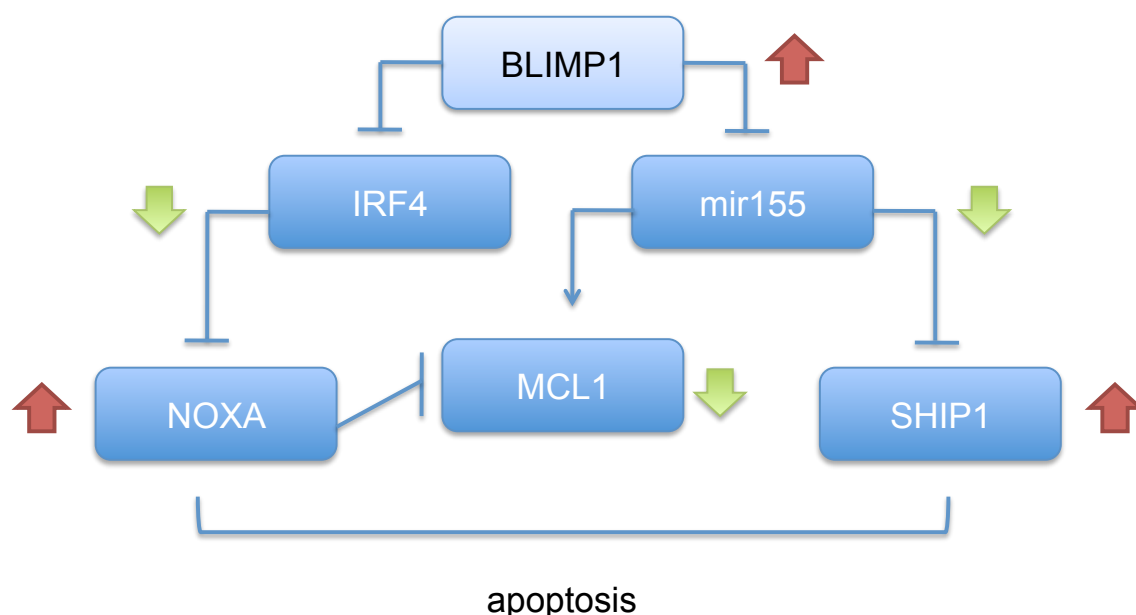 BLIMP1
IRF4
mir155
NOXA
MCL1
SHIP1
apoptosis